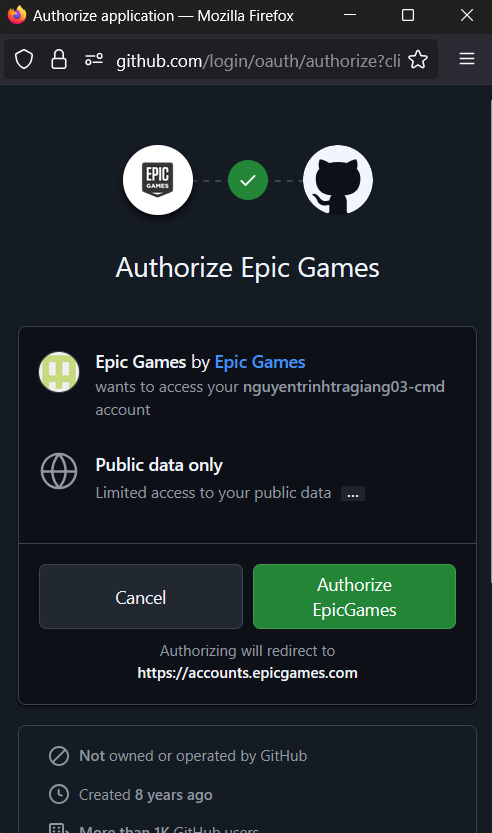 Authorize application — Mozilla Firefox
github.com/login/oauth/authorize?cli
EPIC
GAMES
Authorize Epic Games
Epic Games by Epic Games
wants to access your nguyentrinhtragiang03-cmd
account
Public data only
Limited access to your public data ...
Cancel
Authorize
EpicGames
Authorizing will redirect to
https://accounts.epicgames.com
Not owned or operated by GitHub
Created 8 years ago
More than 1K GitHub users